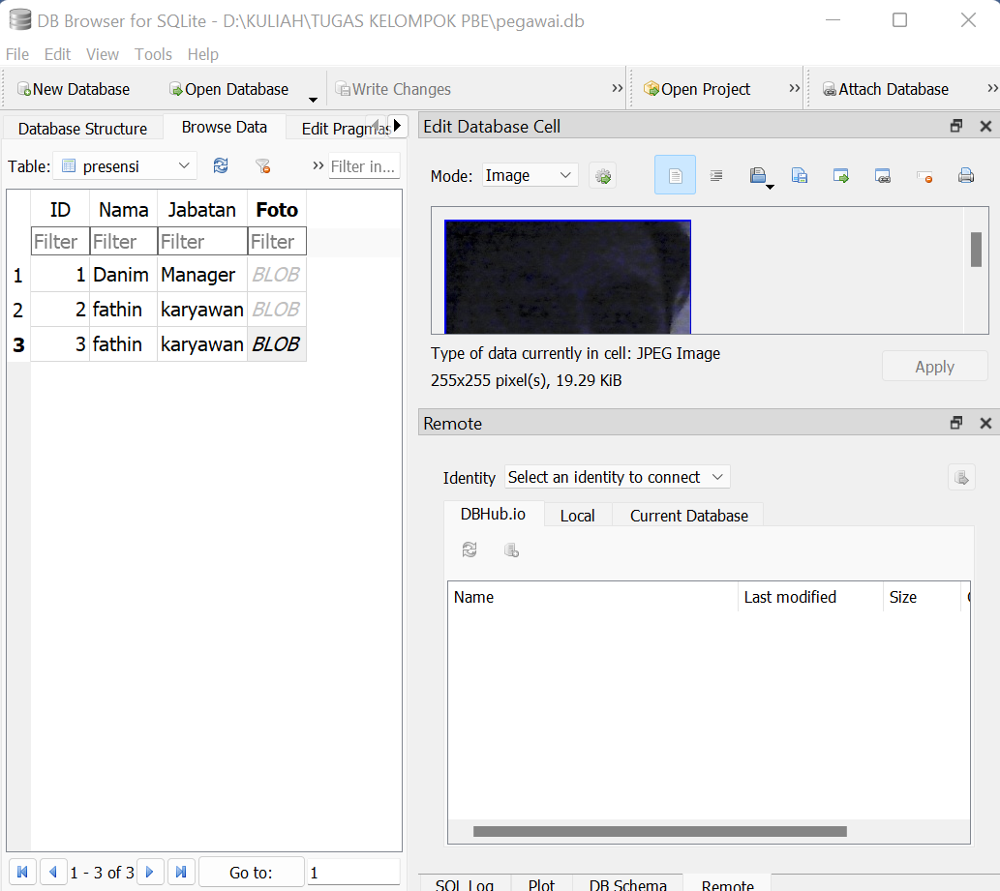 DB Browser for SQLite - D:\KULIAH\TUGAS KELOMPOK PBE\pegawai.db
File Edit View Tools Help
New Database Open Database Write Changes » Open Project » Attach Database »
Database Structure Browse Data Edit Pragmas
Table: presensi » Filter in...
ID Nama Jabatan Foto
Filter Filter Filter Filter
1 1 Danim Manager BLOB
2 2 fathin karyawan BLOB
3 3 fathin karyawan BLOB
1 - 3 of 3 Go to: 1
Edit Database Cell
Mode: Image
Type of data currently in cell: JPEG Image
255x255 pixel(s), 19.29 KiB
Apply
Remote
Identity Select an identity to connect
DBHub.io Local Current Database
Name Last modified Size
SQL Log Plot DB Schema Remote